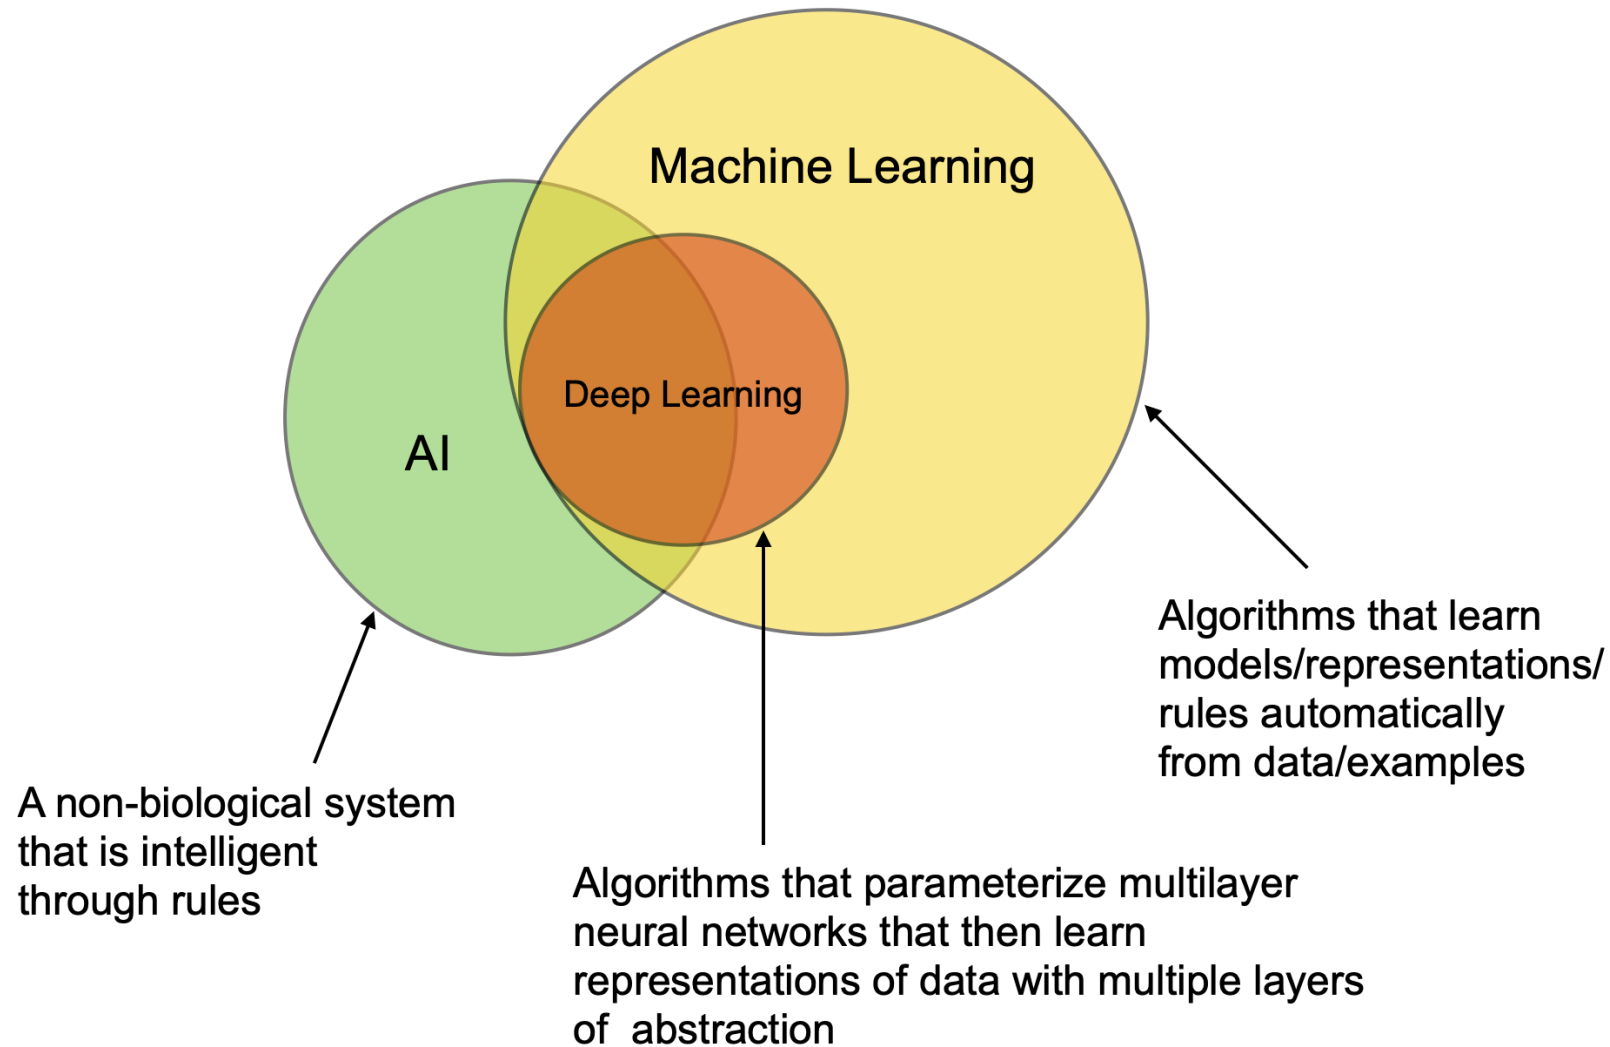 Machine Learning
Deep Learning
AI
Algorithms that learn
models/representations/
rules automatically
from data/examples
A non-biological system
that is intelligent
through rules
Algorithms that parameterize multilayer
neural networks that then learn
representations of data with multiple layers
of  abstraction